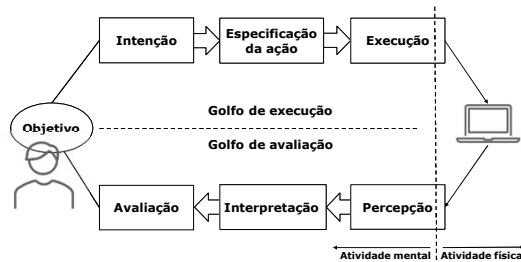 Intenção
Especificação
da ação
Execução
Golfo de execução
Objetivo
Golfo de avaliação
Avaliação
Interpretação
Percepção
Atividade mental
Atividade física